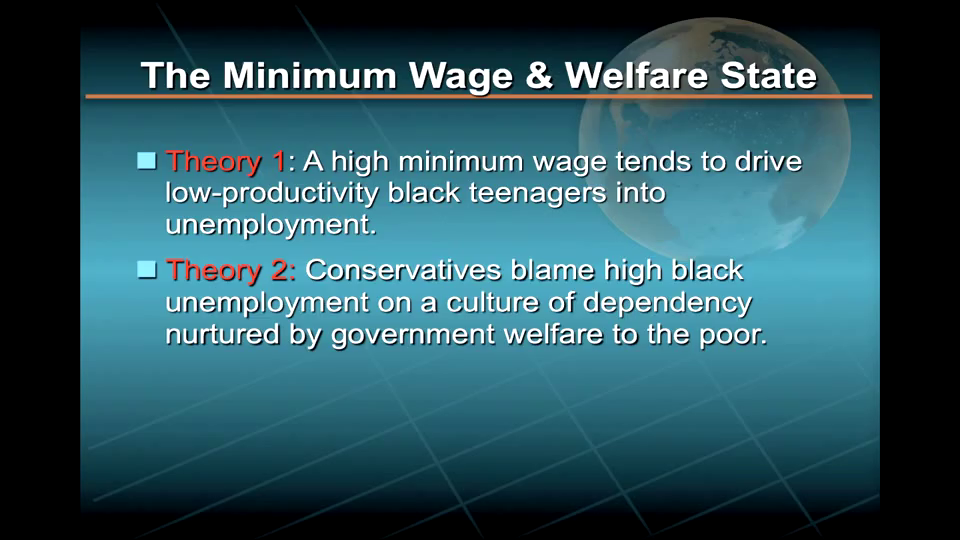 The Minimum Wage & Welfare State
Theory 1: A high minimum wage tends to drive
low-productivity black teenagers into
unemployment.
Theory 2: Conservatives blame high black
unemployment on a culture of dependency
nurtured by government welfare to the poor.